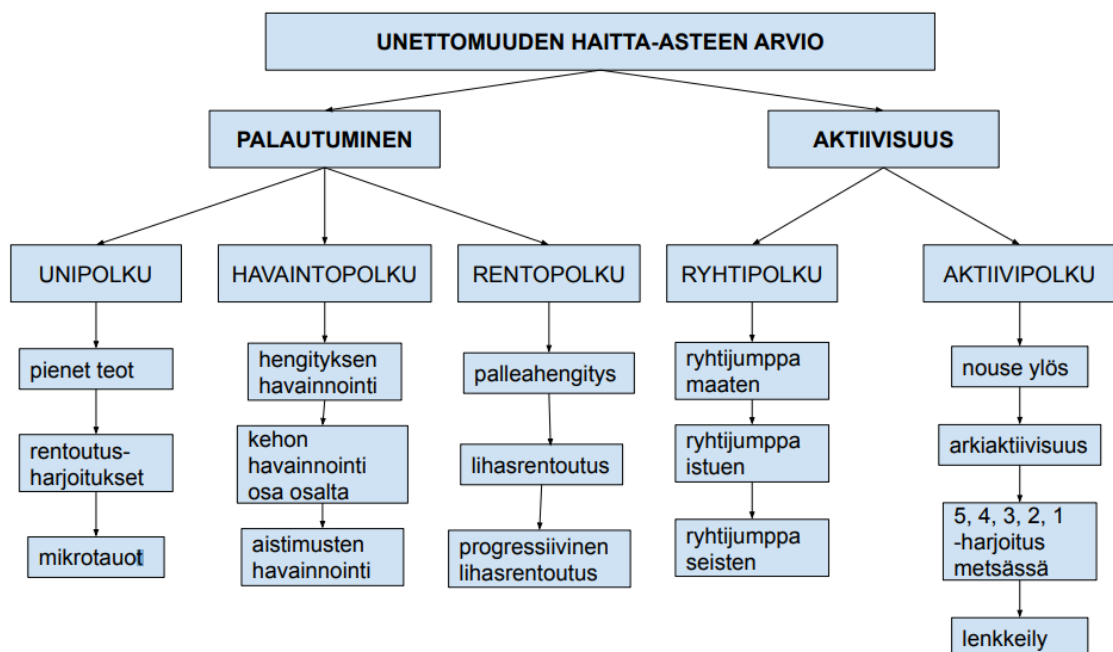 UNETTOMUUDEN HAITTA-ASTEEN ARVIO
PALAUTUMINEN
AKTIIVISUUS
UNIPOLKU
HAVAINTOPOLKU
RENTOPOLKU
RYHTIPOLKU
AKTIIVIPOLKU
pienet teot
rentoutus-
harjoitukset
mikrotauot
hengityksen
havainnointi
kehon
havainnointi
osa osalta
aistimusten
havainnointi
palleahengitys
lihasrentoutus
progressiivinen
lihasrentoutus
ryhtijumppa
maaten
ryhtijumppa
istuen
ryhtijumppa
seisten
nouse ylös
arkiaktiivisuus
5, 4, 3, 2, 1
-harjoitus
metsässä
lenkkeily